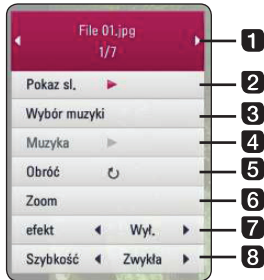 File 01.jpg
1/7
1
Pokaz sl.
2
Wybór muzyki
3
Muzyka
4
Obróć
5
Zoom
6
efekt Wył.
7
Szybkość Zwykła
8